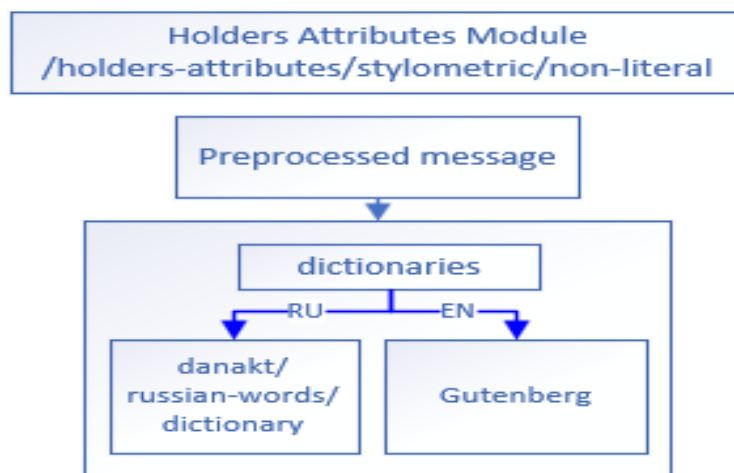 Holders Attributes Module
/holders-attributes/stylometric/non-literal
Preprocessed message
dictionaries
RU
EN
danakt/
russian-words/
dictionary
Gutenberg